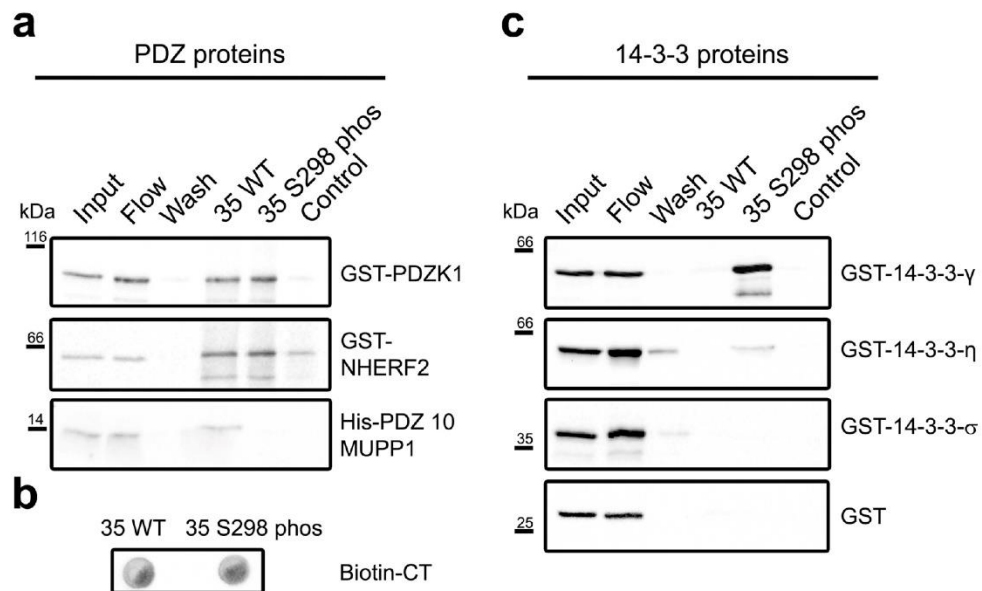 a
PDZ proteins
kDa
Input
Flow
Wash
35 WT
35 S298 phos
Control
116
GST-PDZK1
66
GST-
NHERF2
14
His-PDZ 10
MUPP1
b
35 WT 35 S298 phos
Biotin-CT
c
14-3-3 proteins
kDa
Input
Flow
Wash
35 WT
35 S298 phos
Control
66
GST-14-3-3-γ
66
GST-14-3-3-η
35
GST-14-3-3-σ
25
GST